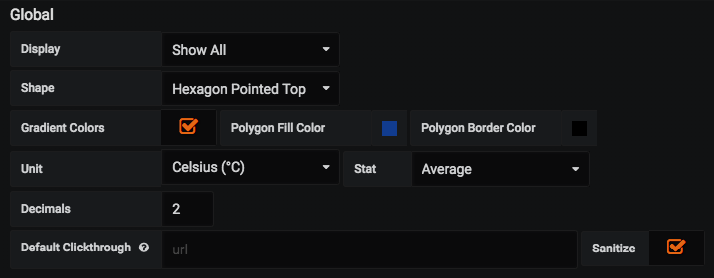 Global
Display Show All
Shape Hexagon Pointed Top
Gradient Colors Polygon Fill Color Polygon Border Color
Unit Celsius (°C) Stat Average
Decimals 2
Default Clickthrough ? url Sanitize